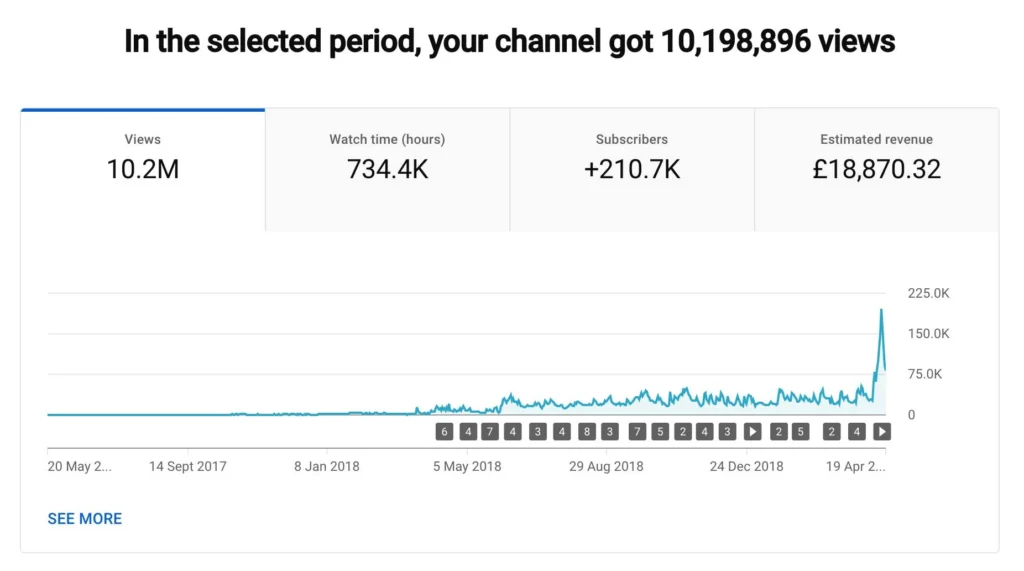 In the selected period, your channel got 10,198,896 views
Views
10.2M
Watch time (hours)
734.4K
Subscribers
+210.7K
Estimated revenue
£18,870.32
225.0K
150.0K
75.0K
0
6 4 7 4 3 4 8 3 7 5 2 4 3 2 5 2 4
20 May 2... 14 Sept 2017 8 Jan 2018 5 May 2018 29 Aug 2018 24 Dec 2018 19 Apr 2...
SEE MORE